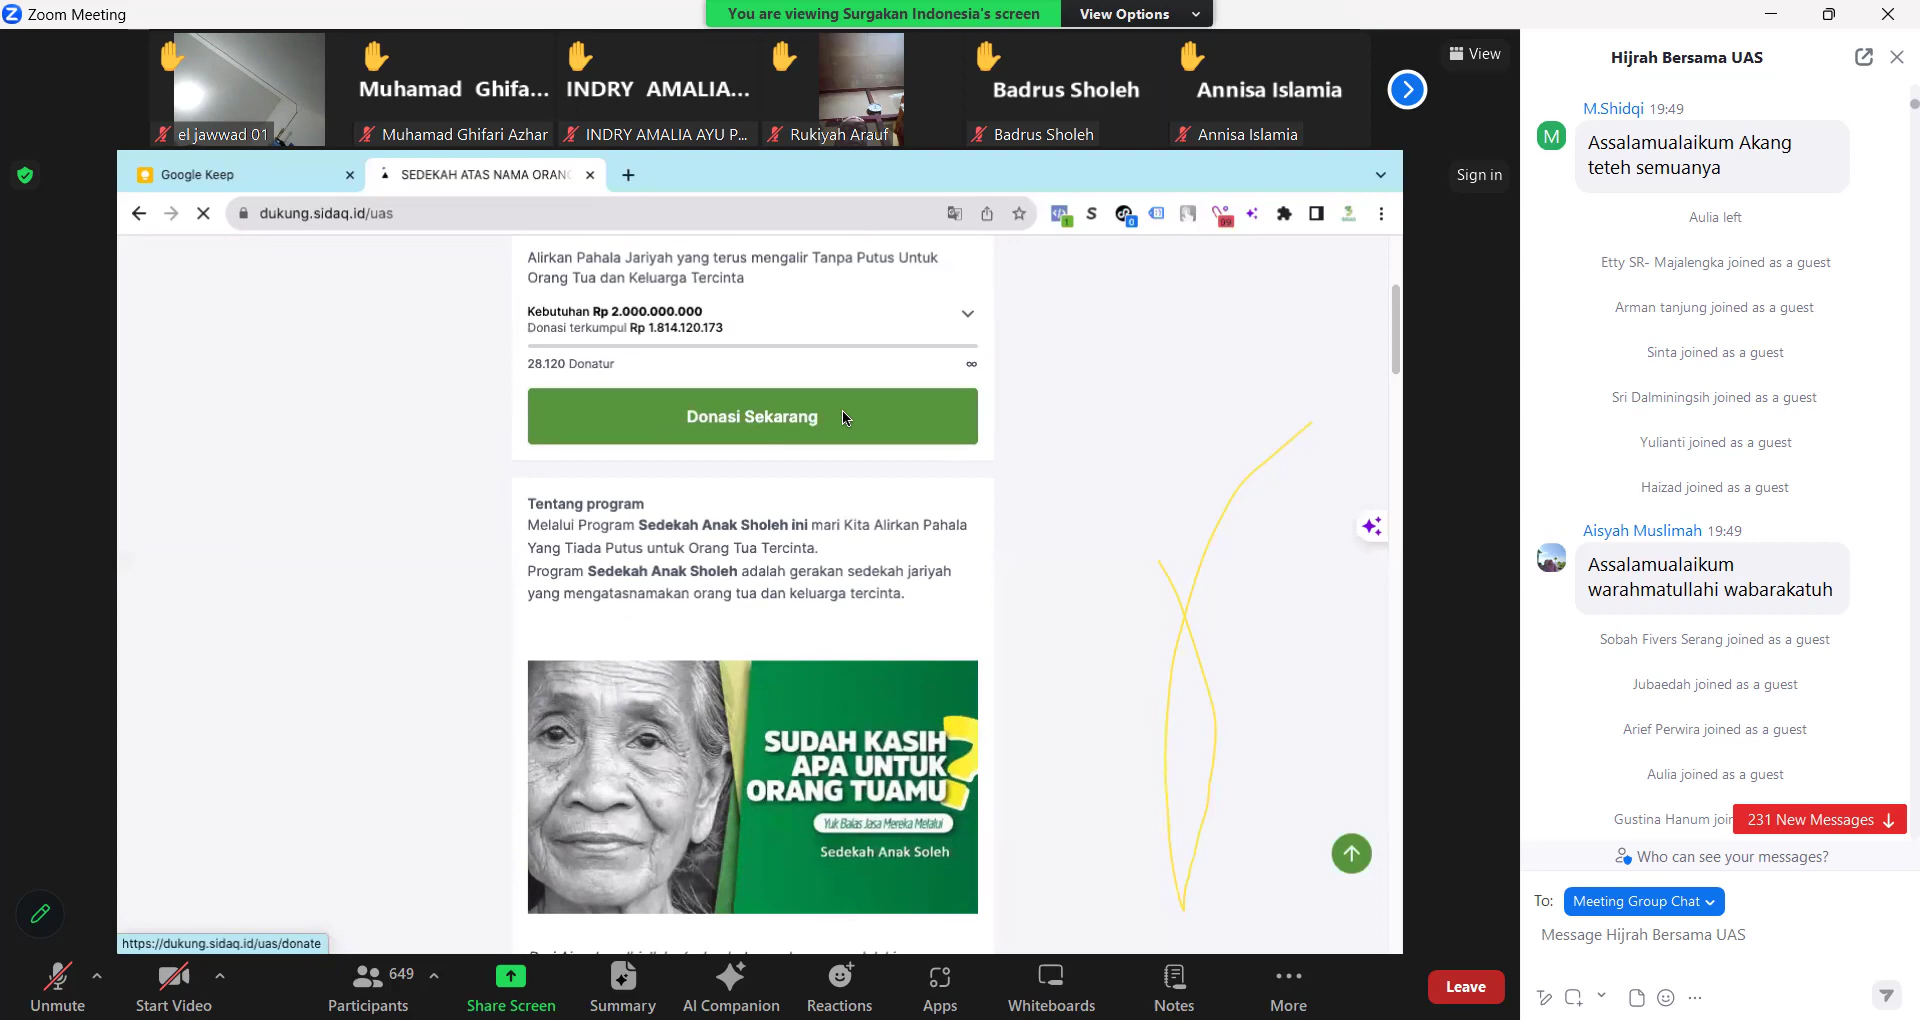 Zoom Meeting
You are viewing Surgakan Indonesia's screen
View Options
View
Sign in
el jawwad 01
Muhamad Ghifa...
Muhamad Ghifari Azhar
INDRY AMALIA...
INDRY AMALIA AYU P...
Rukiyah Arauf
Badrus Sholeh
Badrus Sholeh
Annisa Islamia
Annisa Islamia
Google Keep
SEDEKAH ATAS NAMA ORANG
dukung.sidaq.id/uas
1
S
0
99
Alirkan Pahala Jariyah yang terus mengalir Tanpa Putus Untuk
Orang Tua dan Keluarga Tercinta
Kebutuhan Rp 2.000.000.000
Donasi terkumpul Rp 1.814.120.173
28.120 Donatur
∞
Donasi Sekarang
Tentang program
Melalui Program Sedekah Anak Sholeh ini mari Kita Alirkan Pahala
Yang Tiada Putus untuk Orang Tua Tercinta.
Program Sedekah Anak Sholeh adalah gerakan sedekah jariyah
yang mengatasnamakan orang tua dan keluarga tercinta.
SUDAH KASIH
APA UNTUK
ORANG TUAMU?
Yuk Balas Jasa Mereka Melalui
Sedekah Anak Soleh
https://dukung.sidaq.id/uas/donate
Hijrah Bersama UAS
M.Shidqi 19:49
M
Assalamualaikum Akang
teteh semuanya
Aulia left
Etty SR- Majalengka joined as a guest
Arman tanjung joined as a guest
Sinta joined as a guest
Sri Dalminingsih joined as a guest
Yulianti joined as a guest
Haizad joined as a guest
Aisyah Muslimah 19:49
Assalamualaikum
warahmatullahi wabarakatuh
Sobah Fivers Serang joined as a guest
Jubaedah joined as a guest
Arief Perwira joined as a guest
Aulia joined as a guest
Gustina Hanum joir
231 New Messages
Who can see your messages?
To: Meeting Group Chat
Message Hijrah Bersama UAS
Unmute
Start Video
649
Participants
Share Screen
Summary
AI Companion
Reactions
Apps
Whiteboards
Notes
More
Leave